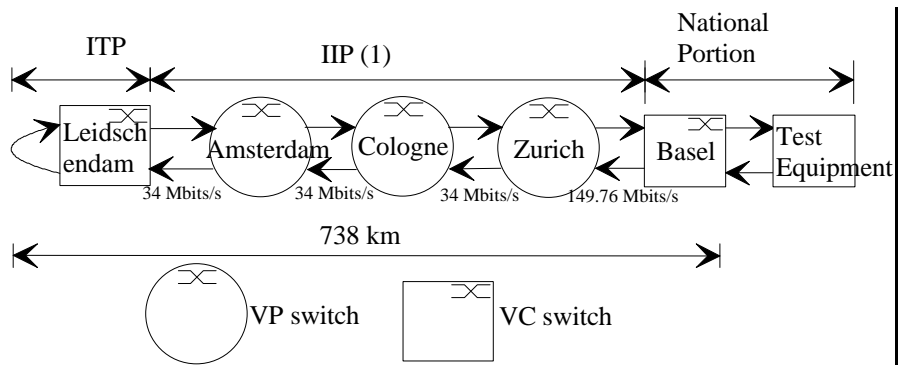 ITP
IIP (1)
National
Portion
Leidsch
endam
Amsterdam
Cologne
Zurich
Basel
Test
Equipment
34 Mbits/s
34 Mbits/s
34 Mbits/s
149.76 Mbits/s
738 km
VP switch
VC switch